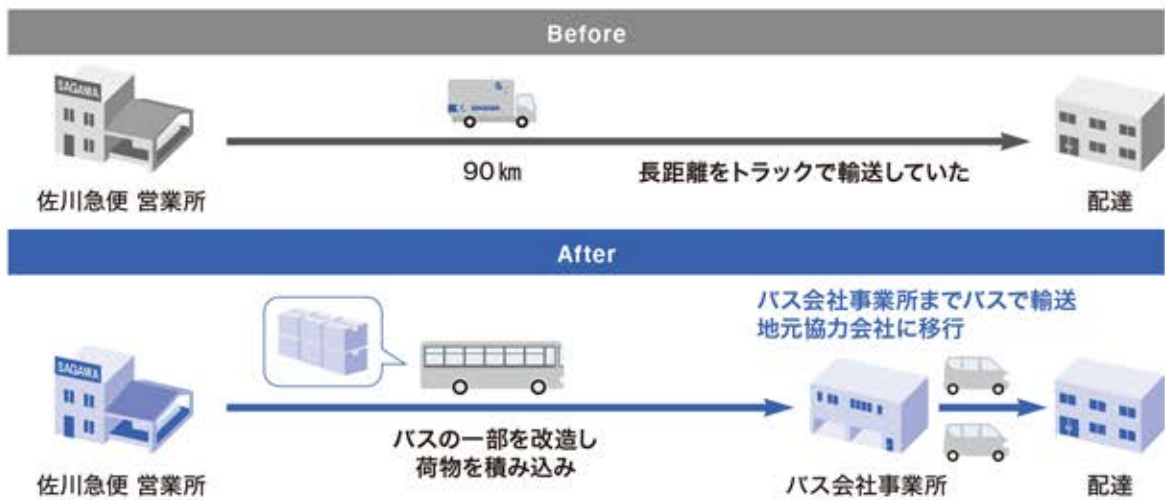 Before
SAGAWA
90km
長距離をトラックで輸送していた
佐川急便 営業所
配達
After
バス会社事業所までバスで輸送
地元協力会社に移行
SAGAWA
バスの一部を改造し
荷物を積み込み
佐川急便 営業所
バス会社事業所
配達